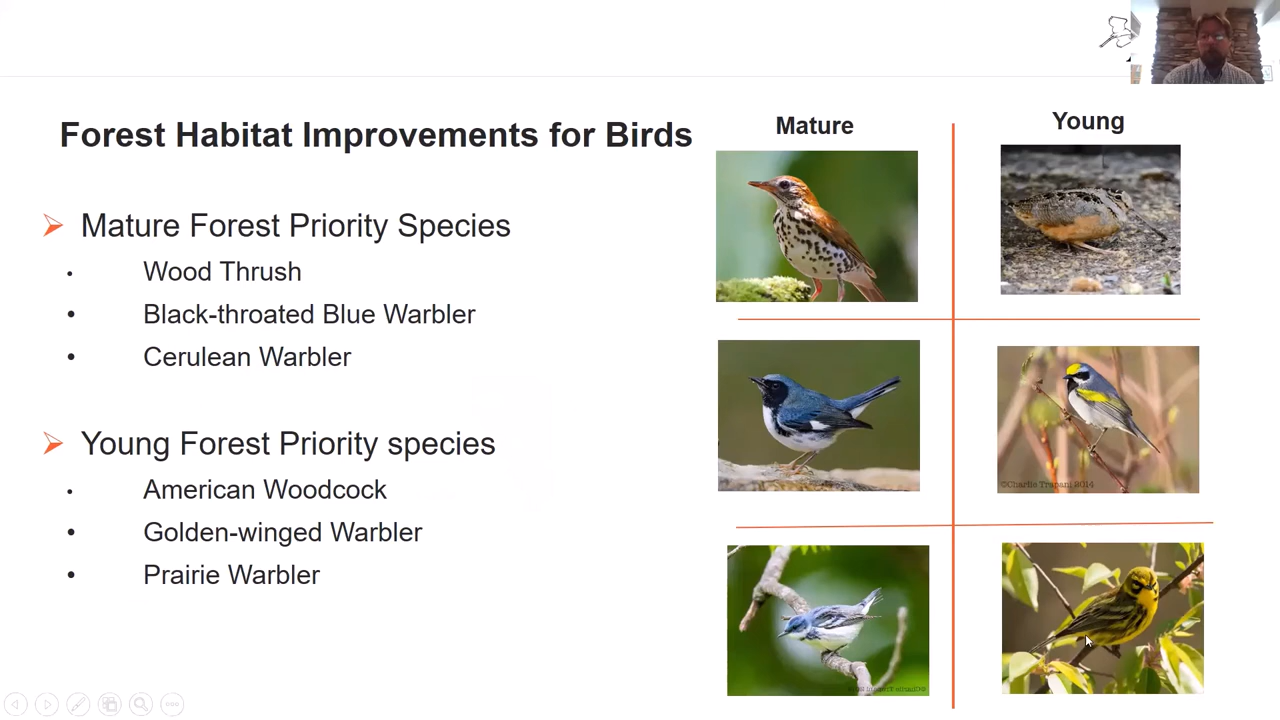 Forest Habitat Improvements for Birds
Mature Forest Priority Species
Wood Thrush
Black-throated Blue Warbler
Cerulean Warbler
Young Forest Priority species
American Woodcock
Golden-winged Warbler
Prairie Warbler
Mature
Young
©Charlie Trapani 2014